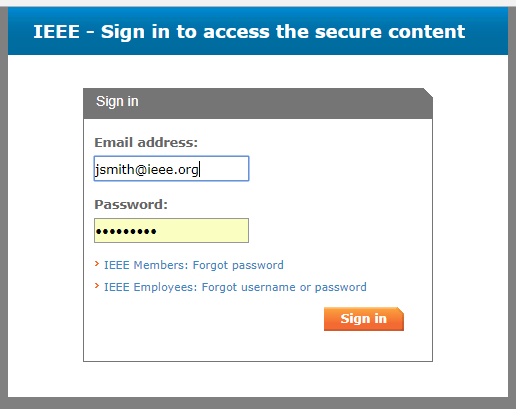 IEEE - Sign in to access the secure content
Sign in
Email address:
jsmith@ieee.org
Password:
•••••••••
IEEE Members: Forgot password
IEEE Employees: Forgot username or password
Sign in